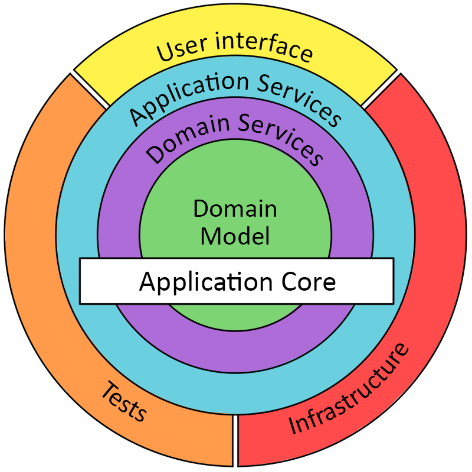 User interface
Application Services
Domain Services
Domain
Model
Application Core
Tests
Infrastructure